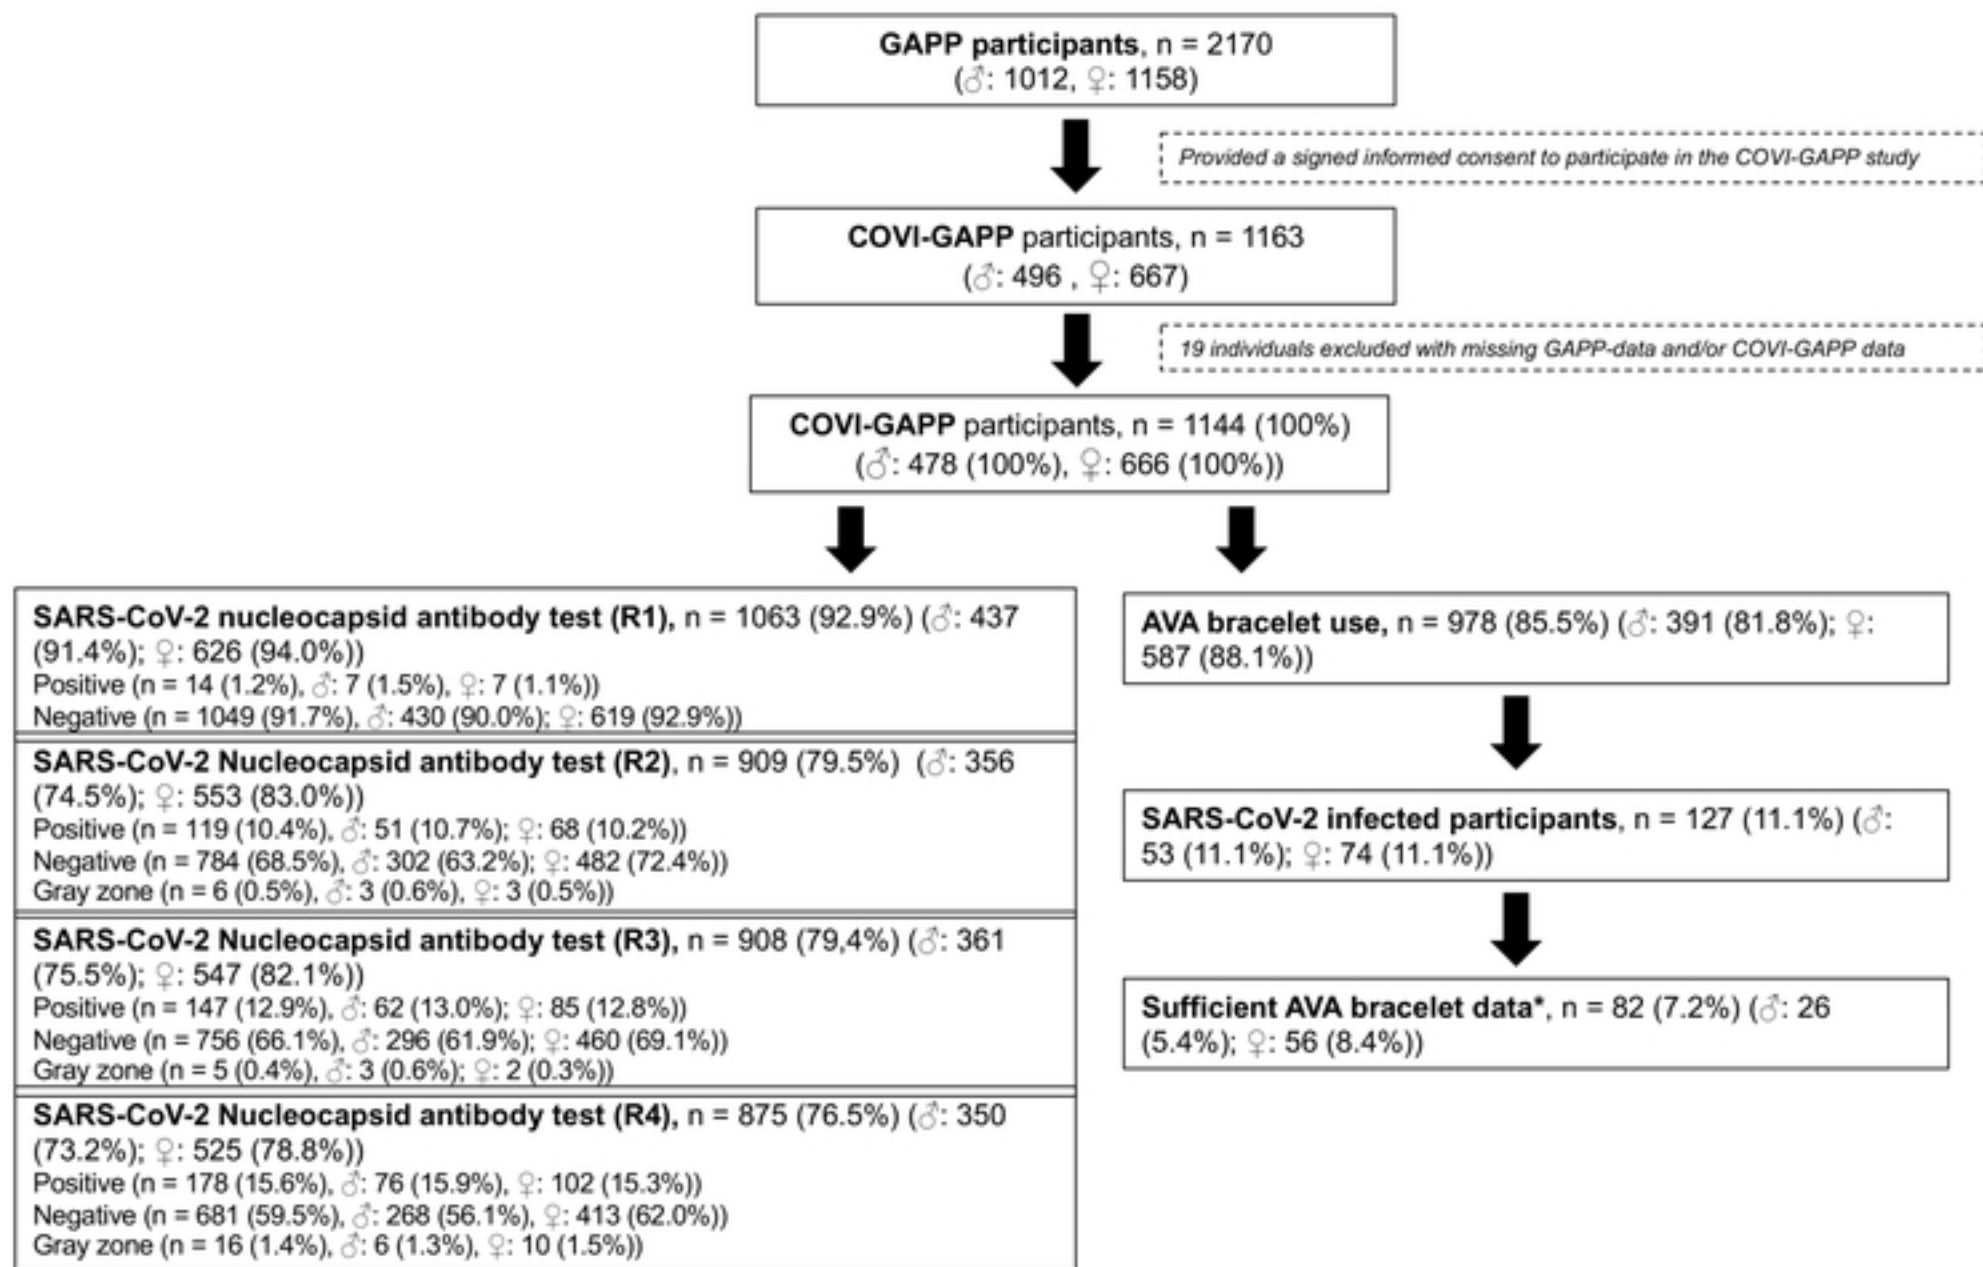 GAPP participants, n = 2170
(♂: 1012, ♀: 1158)
Provided a signed informed consent to participate in the COVI-GAPP study
COVI-GAPP participants, n = 1163
(♂: 496 , ♀: 667)
19 individuals excluded with missing GAPP-data and/or COVI-GAPP data
COVI-GAPP participants, n = 1144 (100%)
(♂: 478 (100%), ♀: 666 (100%))
SARS-CoV-2 nucleocapsid antibody test (R1), n = 1063 (92.9%) (♂: 437
(91.4%); ♀: 626 (94.0%))
Positive (n = 14 (1.2%), ♂: 7 (1.5%), ♀: 7 (1.1%))
Negative (n = 1049 (91.7%), ♂: 430 (90.0%); ♀: 619 (92.9%))
SARS-CoV-2 Nucleocapsid antibody test (R2), n = 909 (79.5%) (♂: 356
(74.5%); ♀: 553 (83.0%))
Positive (n = 119 (10.4%), ♂: 51 (10.7%); ♀: 68 (10.2%))
Negative (n = 784 (68.5%), ♂: 302 (63.2%); ♀: 482 (72.4%))
Gray zone (n = 6 (0.5%), ♂: 3 (0.6%), ♀: 3 (0.5%))
SARS-CoV-2 Nucleocapsid antibody test (R3), n = 908 (79,4%) (♂: 361
(75.5%); ♀: 547 (82.1%))
Positive (n = 147 (12.9%), ♂: 62 (13.0%); ♀: 85 (12.8%))
Negative (n = 756 (66.1%), ♂: 296 (61.9%); ♀: 460 (69.1%))
Gray zone (n = 5 (0.4%), ♂: 3 (0.6%); ♀: 2 (0.3%))
SARS-CoV-2 Nucleocapsid antibody test (R4), n = 875 (76.5%) (♂: 350
(73.2%); ♀: 525 (78.8%))
Positive (n = 178 (15.6%), ♂: 76 (15.9%), ♀: 102 (15.3%))
Negative (n = 681 (59.5%), ♂: 268 (56.1%), ♀: 413 (62.0%))
Gray zone (n = 16 (1.4%), ♂: 6 (1.3%), ♀: 10 (1.5%))
AVA bracelet use, n = 978 (85.5%) (♂: 391 (81.8%); ♀:
587 (88.1%))
SARS-CoV-2 infected participants, n = 127 (11.1%) (♂:
53 (11.1%); ♀: 74 (11.1%))
Sufficient AVA bracelet data*, n = 82 (7.2%) (♂: 26
(5.4%); ♀: 56 (8.4%))